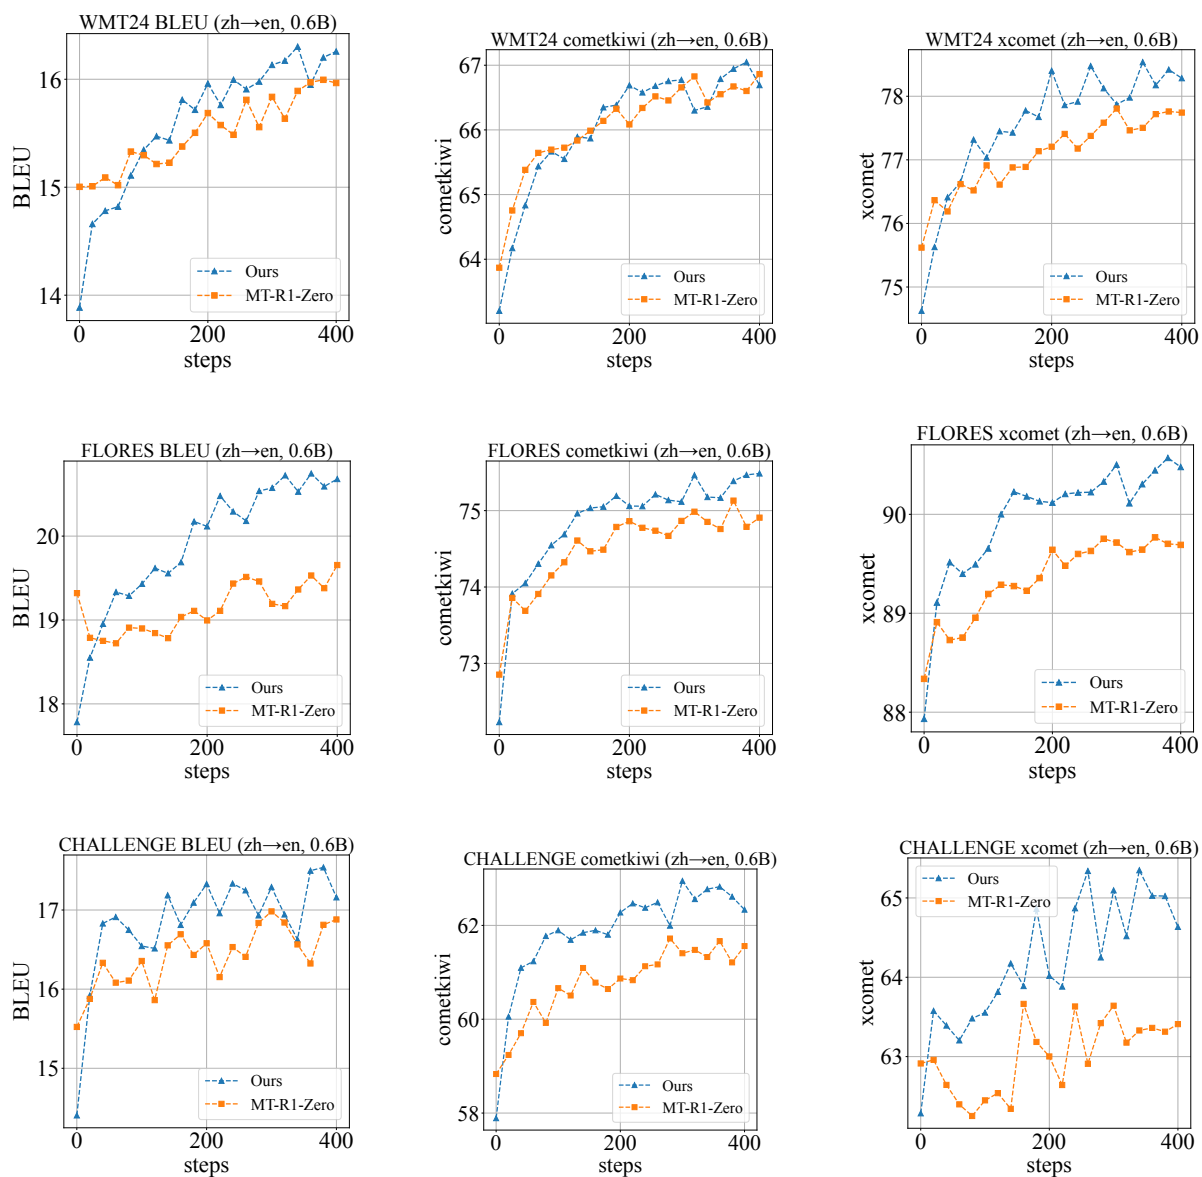 WMT24 BLEU (zh→en, 0.6B)
BLEU
16
15
14
Ours
MT-R1-Zero
0
200
400
steps
WMT24 cometkiwi (zh→en, 0.6B)
cometkiwi
67
66
65
64
Ours
MT-R1-Zero
0
200
400
steps
WMT24 xcomet (zh→en, 0.6B)
xcomet
78
77
76
75
Ours
MT-R1-Zero
0
200
400
steps
FLORES BLEU (zh→en, 0.6B)
BLEU
20
19
18
Ours
MT-R1-Zero
0
200
400
steps
FLORES cometkiwi (zh→en, 0.6B)
cometkiwi
75
74
73
Ours
MT-R1-Zero
0
200
400
steps
FLORES xcomet (zh→en, 0.6B)
xcomet
90
89
88
Ours
MT-R1-Zero
0
200
400
steps
CHALLENGE BLEU (zh→en, 0.6B)
BLEU
17
16
15
Ours
MT-R1-Zero
0
200
400
steps
CHALLENGE cometkiwi (zh→en, 0.6B)
cometkiwi
62
60
58
Ours
MT-R1-Zero
0
200
400
steps
CHALLENGE xcomet (zh→en, 0.6B)
xcomet
65
64
63
Ours
MT-R1-Zero
0
200
400
steps